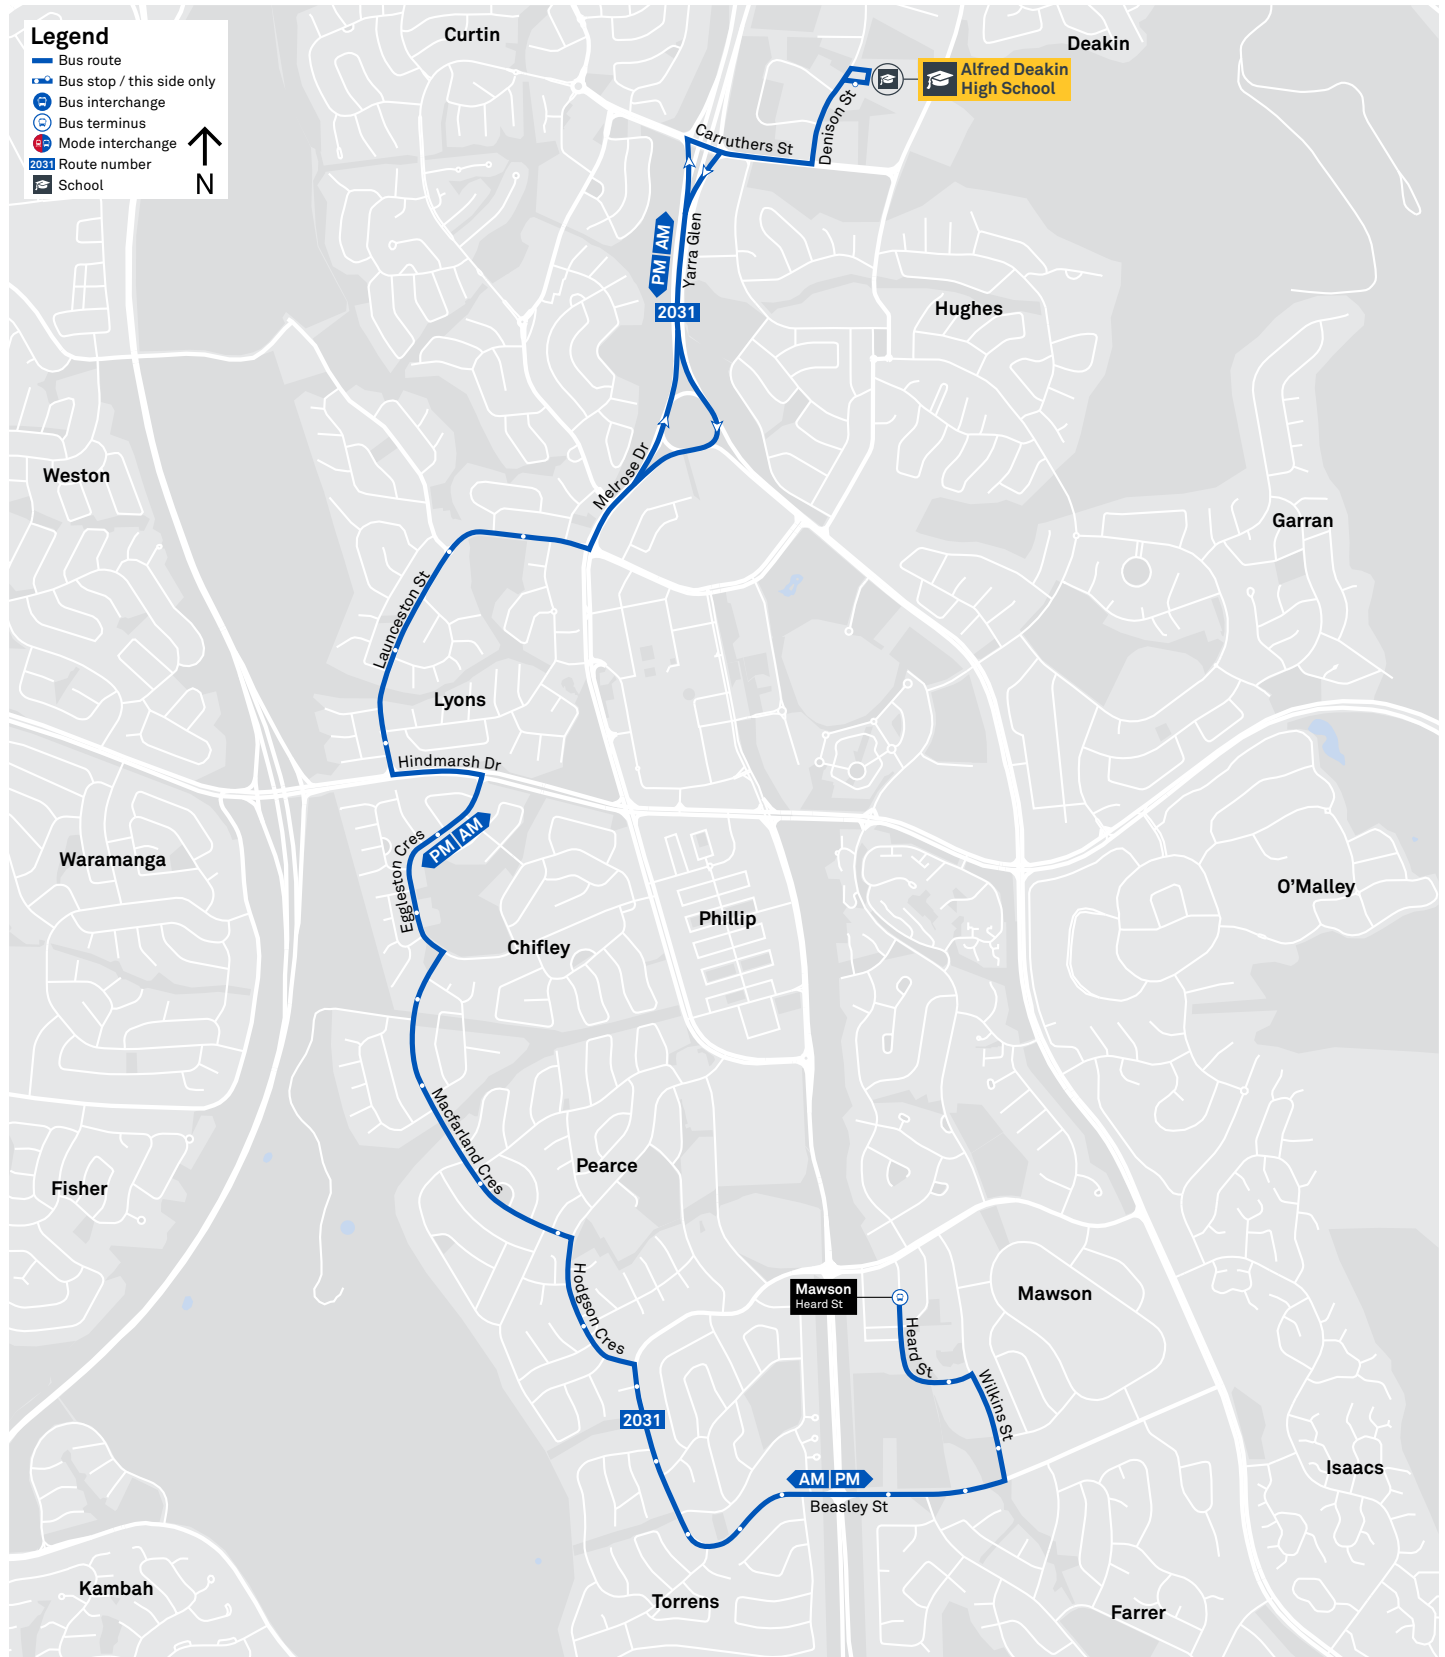 Legend
Bus route
Bus stop / this side only
Bus interchange
Bus terminus
Mode interchange
2031 Route number
School
N
Curtin
Deakin
Alfred Deakin
High School
Carruthers St
Denison St
PM | AM
Yarra Glen
2031
Hughes
Melrose Dr
Weston
Garran
Launceston St
Lyons
Hindmarsh Dr
Eggleston Cres
PM | AM
Waramanga
O'Malley
Phillip
Chifley
Macfarland Cres
Pearce
Fisher
Hodgson Cres
Mawson
Heard St
Mawson
Heard St
Wilkins St
2031
AM | PM
Beasley St
Isaacs
Kambah
Torrens
Farrer